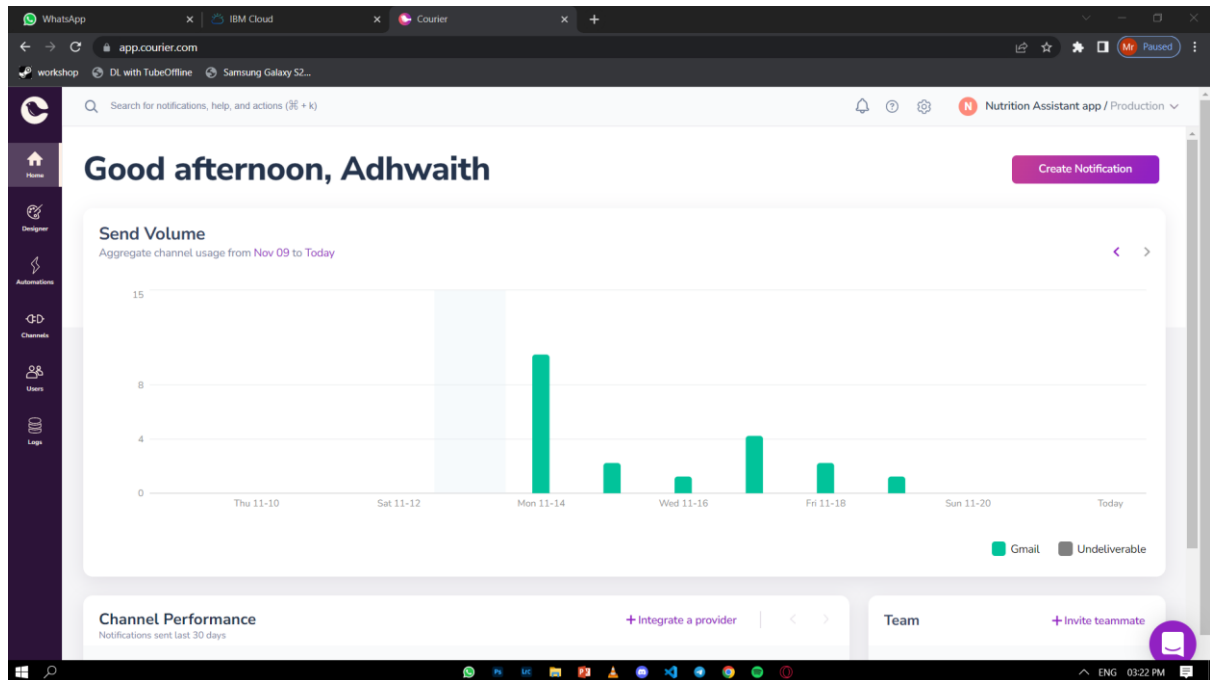 WhatsApp
IBM Cloud
Courier
app.courier.com
Mr Paused
workshop
DL with TubeOffline
Samsung Galaxy S2...
Search for notifications, help, and actions (⌘ + k)
N Nutrition Assistant app / Production
Home
Designer
Automations
Channels
Users
Logs
Good afternoon, Adhwaith
Create Notification
Send Volume
Aggregate channel usage from Nov 09 to Today
15
8
4
0
Thu 11-10 Sat 11-12 Mon 11-14 Wed 11-16 Fri 11-18 Sun 11-20 Today
Gmail Undeliverable
Channel Performance
Notifications sent last 30 days
+ Integrate a provider
Team
+ Invite teammate
Ps LrC
ENG 03:22 PM